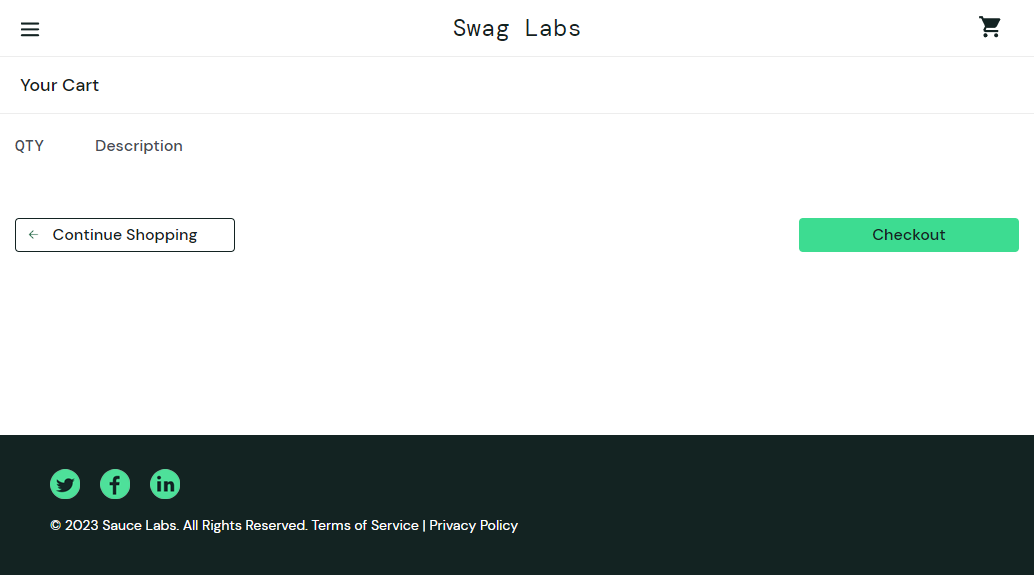 Swag Labs
Your Cart
QTY Description
Continue Shopping Checkout
© 2023 Sauce Labs. All Rights Reserved. Terms of Service | Privacy Policy